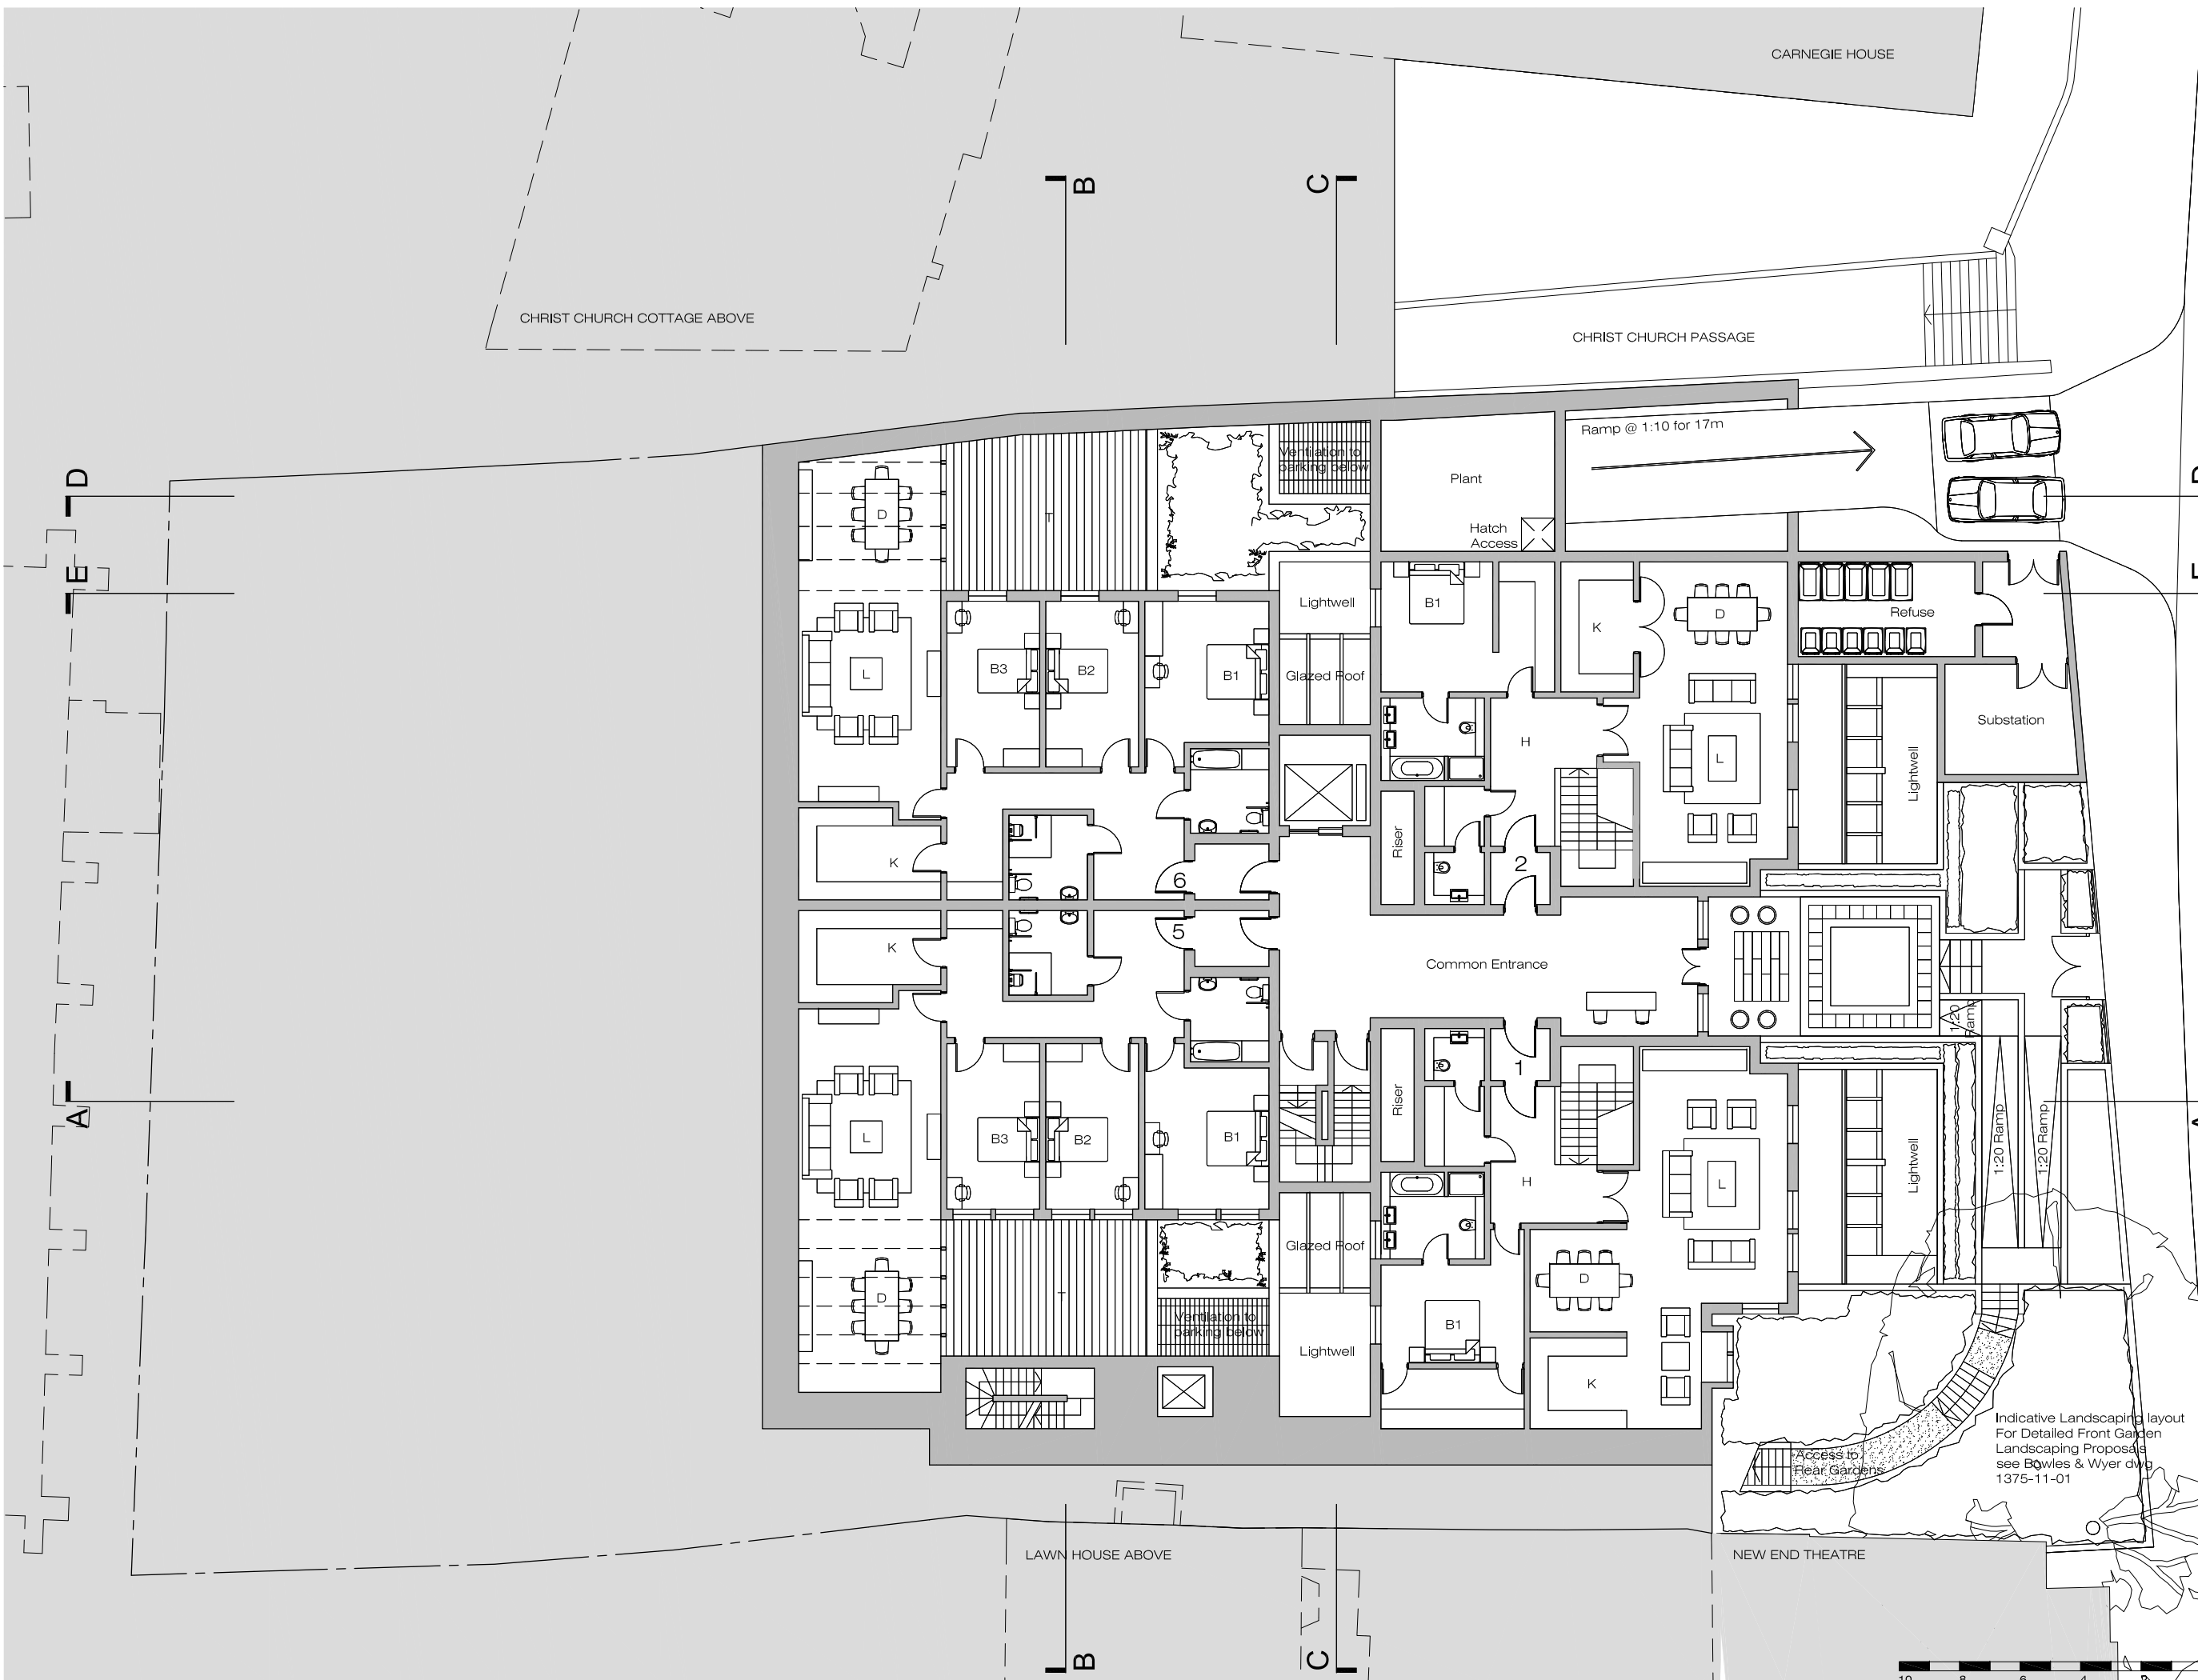 CARNEGIE HOUSE
B
C
CHRIST CHURCH COTTAGE ABOVE
CHRIST CHURCH PASSAGE
Ramp @ 1:10 for 17m
Ventilation to
parking below
Plant
Hatch
Access
D
D
T
E
Lightwell
B1
K
D
Refuse
L
B3
B2
B1
Glazed Roof
Substation
H
L
Lightwell
K
Riser
2
6
5
K
Common Entrance
1:20
Ramp
1
Riser
A
L
B3
B2
B1
1:20 Ramp
1:20 Ramp
Lightwell
H
L
Glazed Roof
D
D
T
Ventilation to
parking below
B1
Lightwell
K
Indicative Landscaping layout
For Detailed Front Garden
Landscaping Proposals
see Bowles & Wyer dwg
1375-11-01
Access to
Rear Gardens
LAWN HOUSE ABOVE
NEW END THEATRE
B
C
10 8 6 4 2